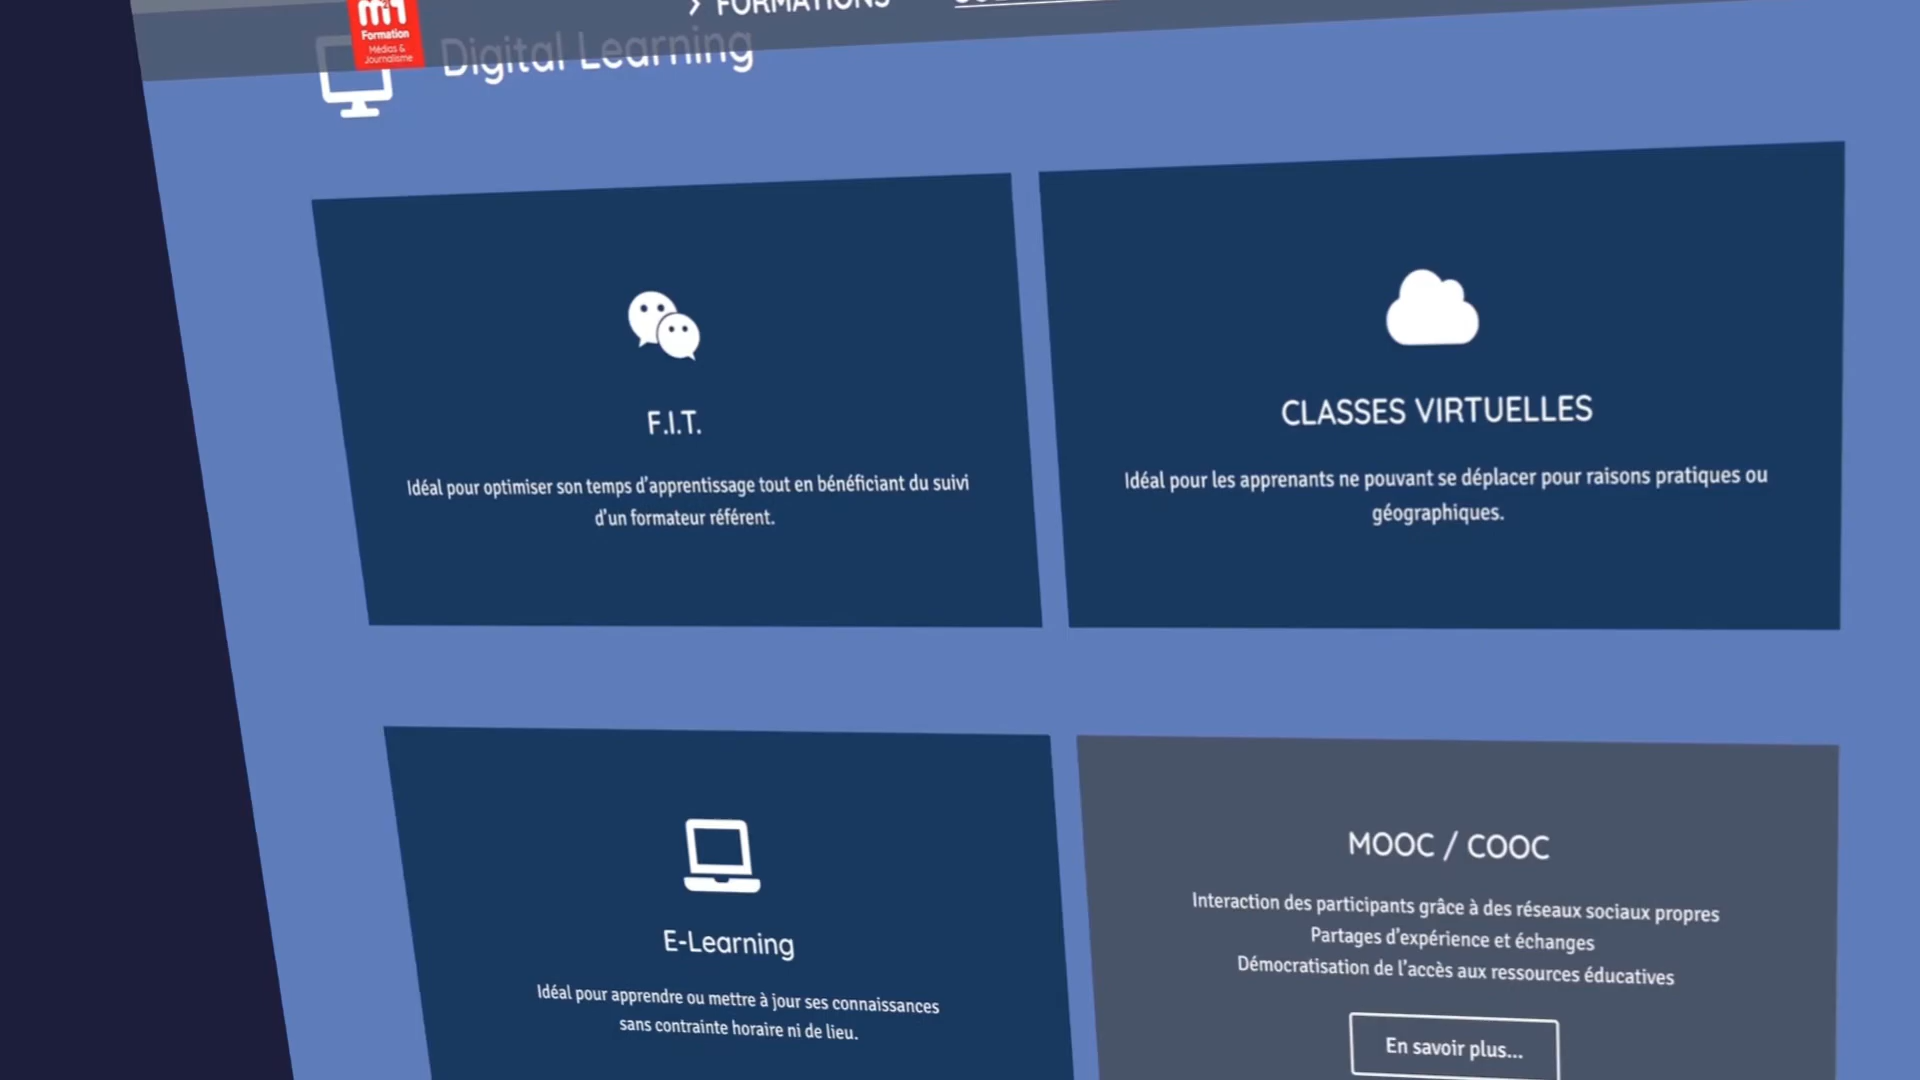 FORMATIONS
mi4
Formation
Médias &
Journalisme
Digital Learning
F.I.T.
Idéal pour optimiser son temps d'apprentissage tout en bénéficiant du suivi
d'un formateur référent.
CLASSES VIRTUELLES
Idéal pour les apprenants ne pouvant se déplacer pour raisons pratiques ou
géographiques.
E-Learning
Idéal pour apprendre ou mettre à jour ses connaissances
sans contrainte horaire ni de lieu.
MOOC / COOC
Interaction des participants grâce à des réseaux sociaux propres
Partages d'expérience et échanges
Démocratisation de l'accès aux ressources éducatives
En savoir plus...